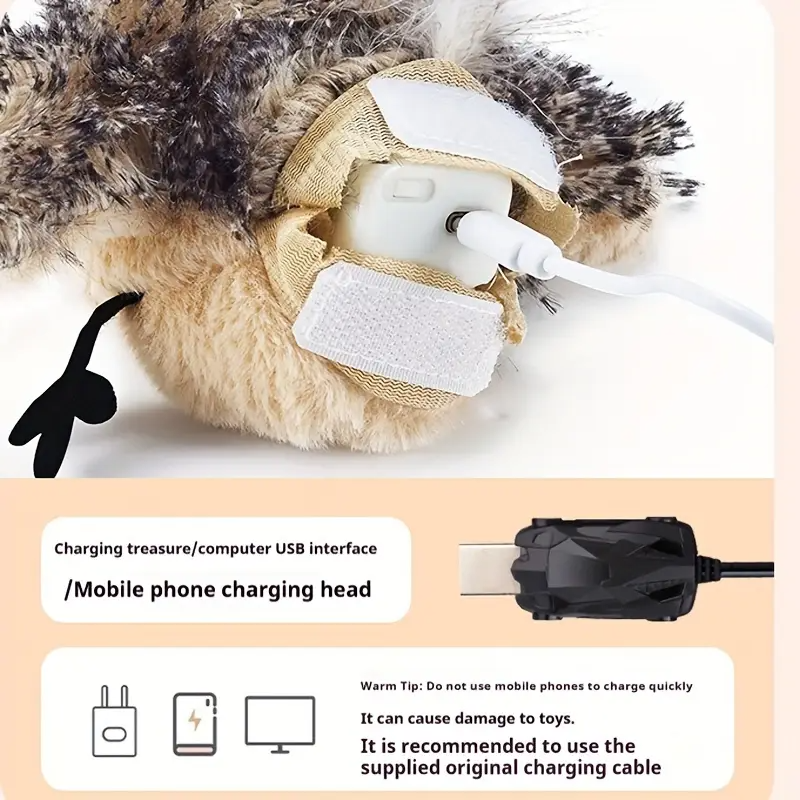 Charging treasure/computer USB interface
/Mobile phone charging head
Warm Tip: Do not use mobile phones to charge quickly
It can cause damage to toys.
It is recommended to use the
supplied original charging cable